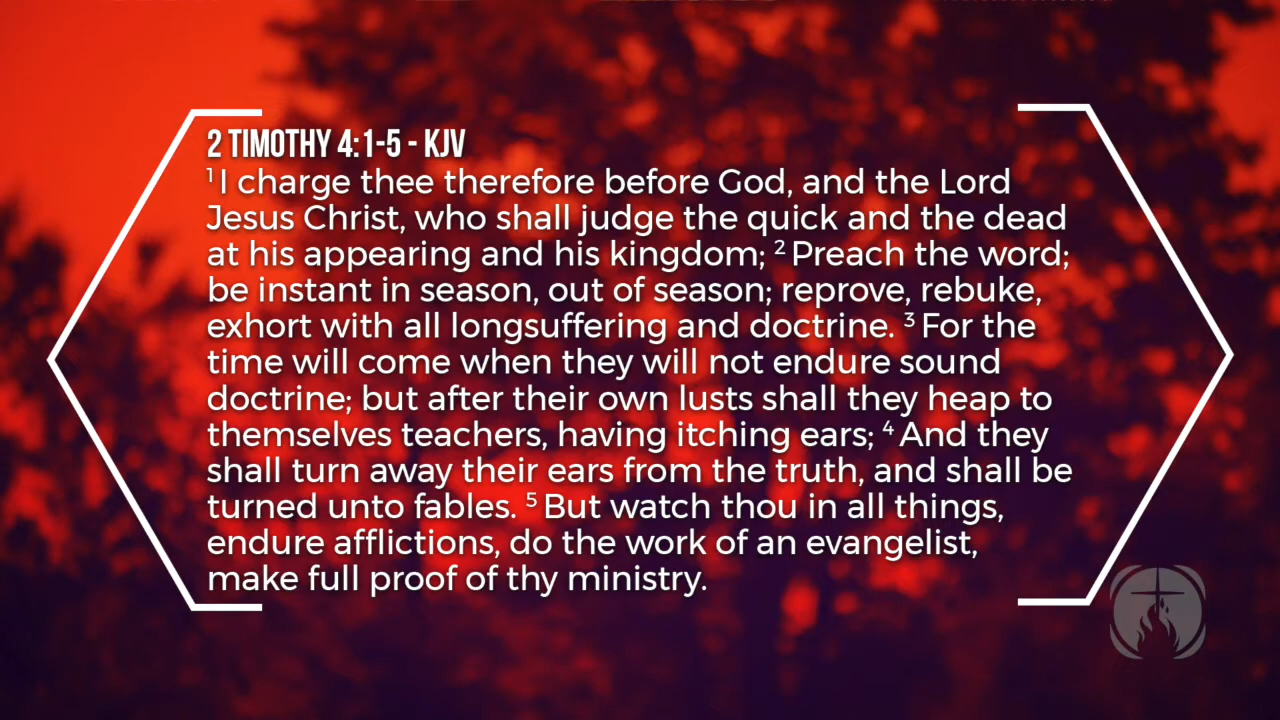 2 TIMOTHY 4:1-5 - KJV
¹ I charge thee therefore before God, and the Lord
Jesus Christ, who shall judge the quick and the dead
at his appearing and his kingdom; ² Preach the word;
be instant in season, out of season; reprove, rebuke,
exhort with all longsuffering and doctrine. ³ For the
time will come when they will not endure sound
doctrine; but after their own lusts shall they heap to
themselves teachers, having itching ears; ⁴ And they
shall turn away their ears from the truth, and shall be
turned unto fables. ⁵ But watch thou in all things,
endure afflictions, do the work of an evangelist,
make full proof of thy ministry.